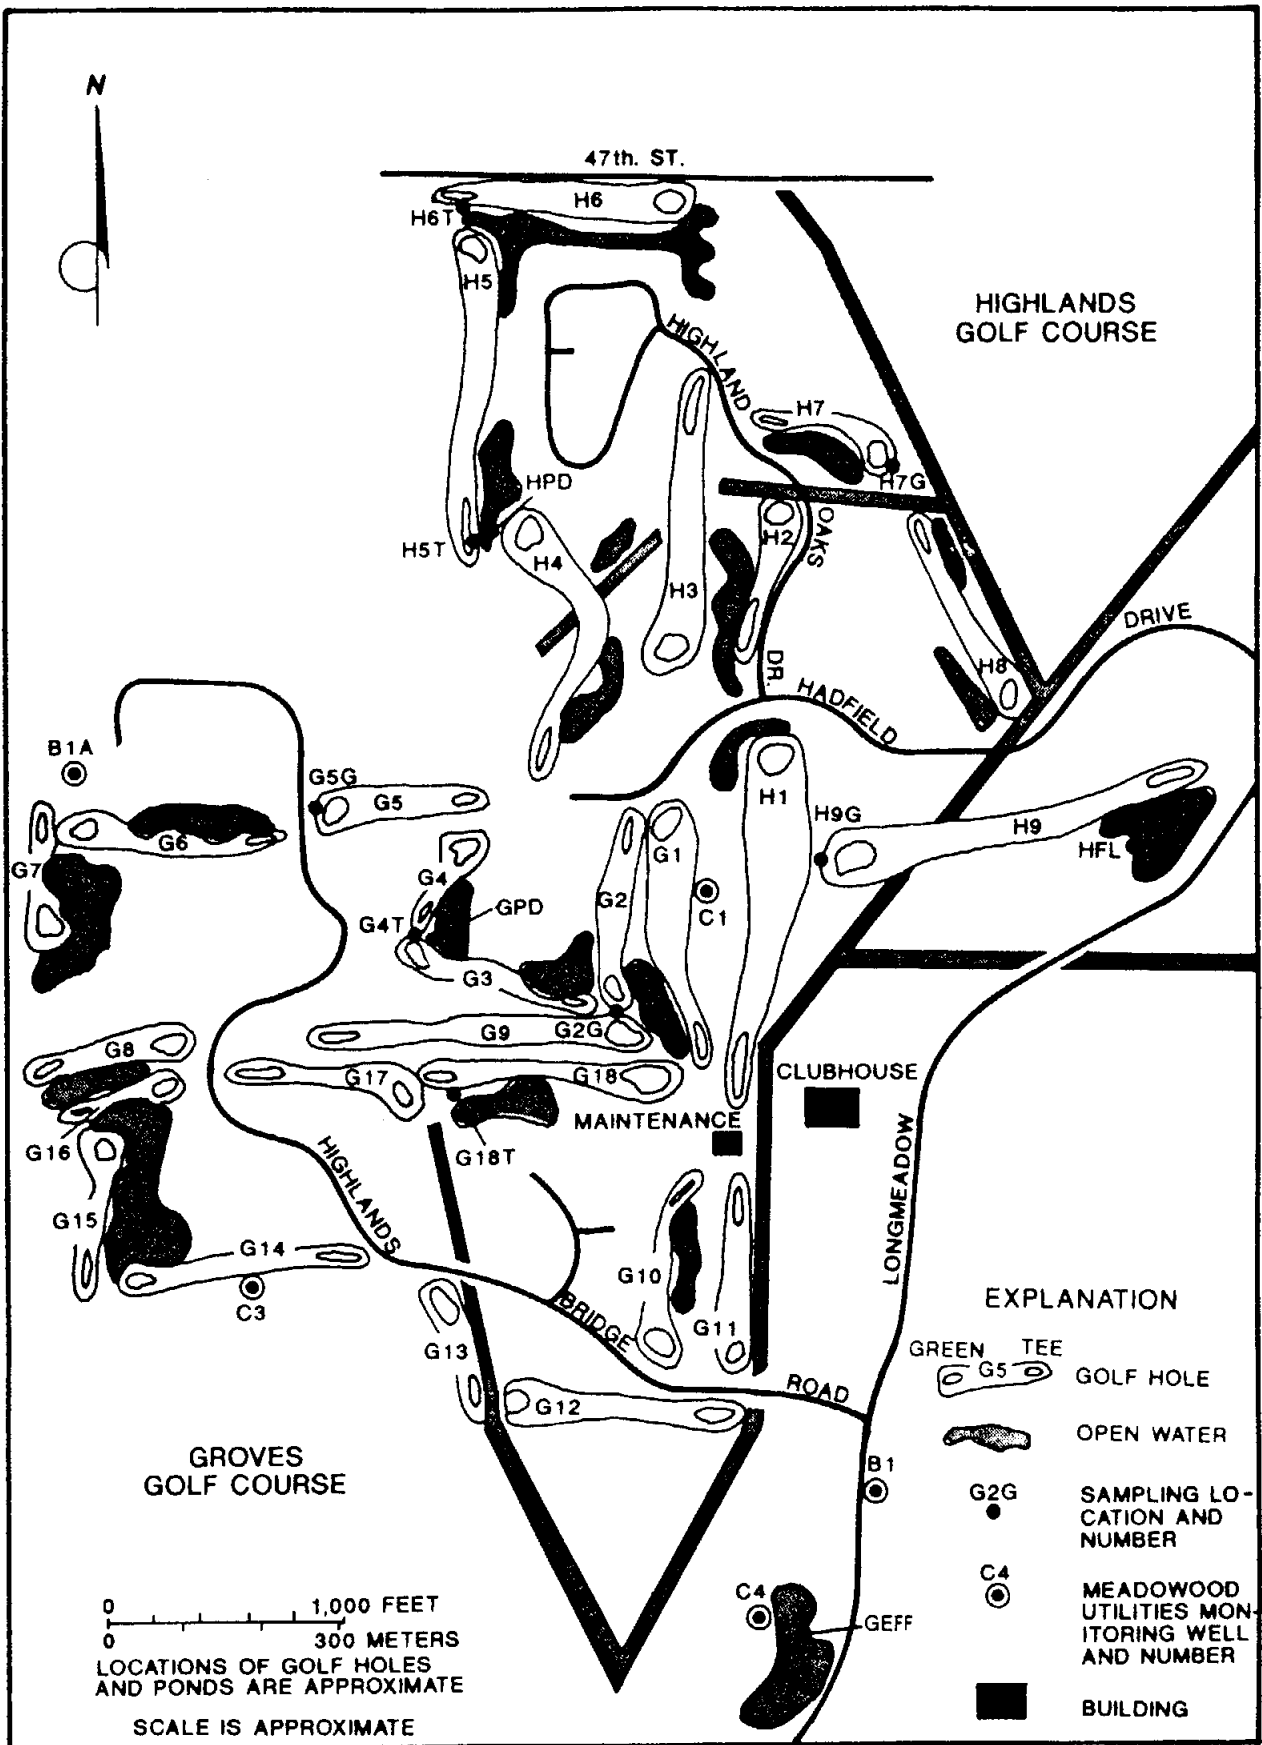 N
47th. ST.
H6
H6T
H5
HIGHLANDS
GOLF COURSE
HIGHLAND
H7
HPD
H7G
OAKS
H2
H5T
H4
H3
DRIVE
H8
DR.
HADFIELD
B1A
G5G
G5
H1
H9G
H9
G6
G1
HFL
G7
G4
G2
GPD
C1
G4T
G3
G9
G2G
G8
G17
G18
CLUBHOUSE
MAINTENANCE
G16
G18T
HIGHLANDS
LONGMEADOW
G15
G14
G10
C3
BRIDGE
G11
G13
ROAD
G12
EXPLANATION
GREEN TEE
G5
GOLF HOLE
OPEN WATER
B1
G2G
SAMPLING LO-
CATION AND
NUMBER
C4
MEADOWOOD
UTILITIES MON-
ITORING WELL
AND NUMBER
BUILDING
GROVES
GOLF COURSE
C4
GEFF
0 1,000 FEET
0 300 METERS
LOCATIONS OF GOLF HOLES
AND PONDS ARE APPROXIMATE
SCALE IS APPROXIMATE